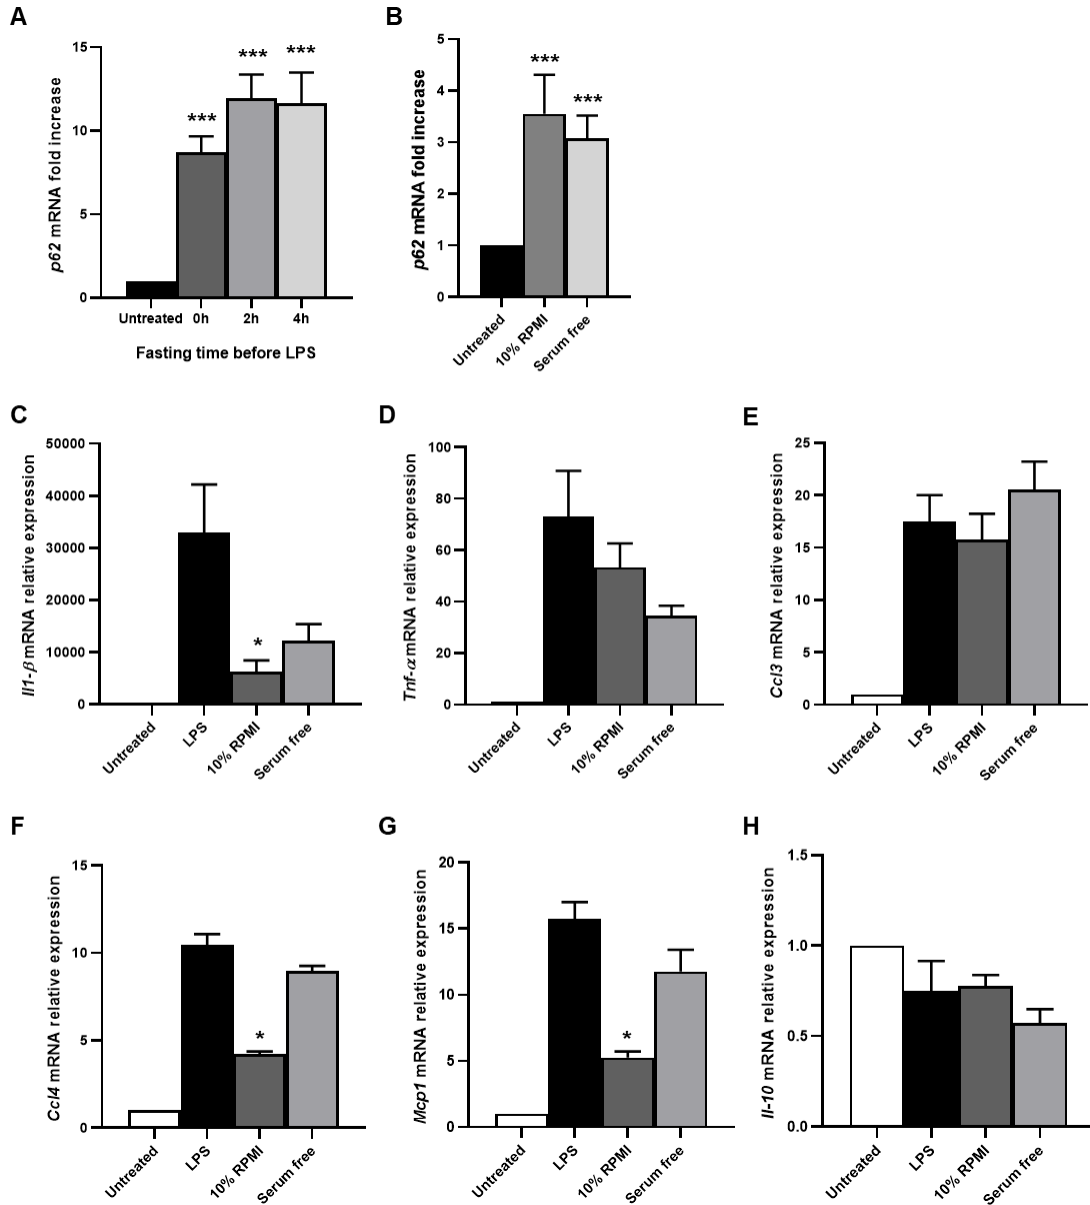 A
p62 mRNA fold increase
15
10
5
0
***
***
***
Untreated 0h 2h 4h
Fasting time before LPS
B
p62 mRNA fold increase
5
4
3
2
1
0
***
***
Untreated
10% RPMI
Serum free
C
Il1-β mRNA relative expression
50000
40000
30000
20000
10000
0
*
Untreated
LPS
10% RPMI
Serum free
D
Tnf-α mRNA relative expression
100
80
60
40
20
0
Untreated
LPS
10% RPMI
Serum free
E
Ccl3 mRNA relative expression
25
20
15
10
5
0
Untreated
LPS
10% RPMI
Serum free
F
Ccl4 mRNA relative expression
15
10
5
0
*
Untreated
LPS
10% RPMI
Serum free
G
Mcp1 mRNA relative expression
20
15
10
5
0
*
Untreated
LPS
10% RPMI
Serum free
H
Il-10 mRNA relative expression
1.5
1.0
0.5
0.0
Untreated
LPS
10% RPMI
Serum free